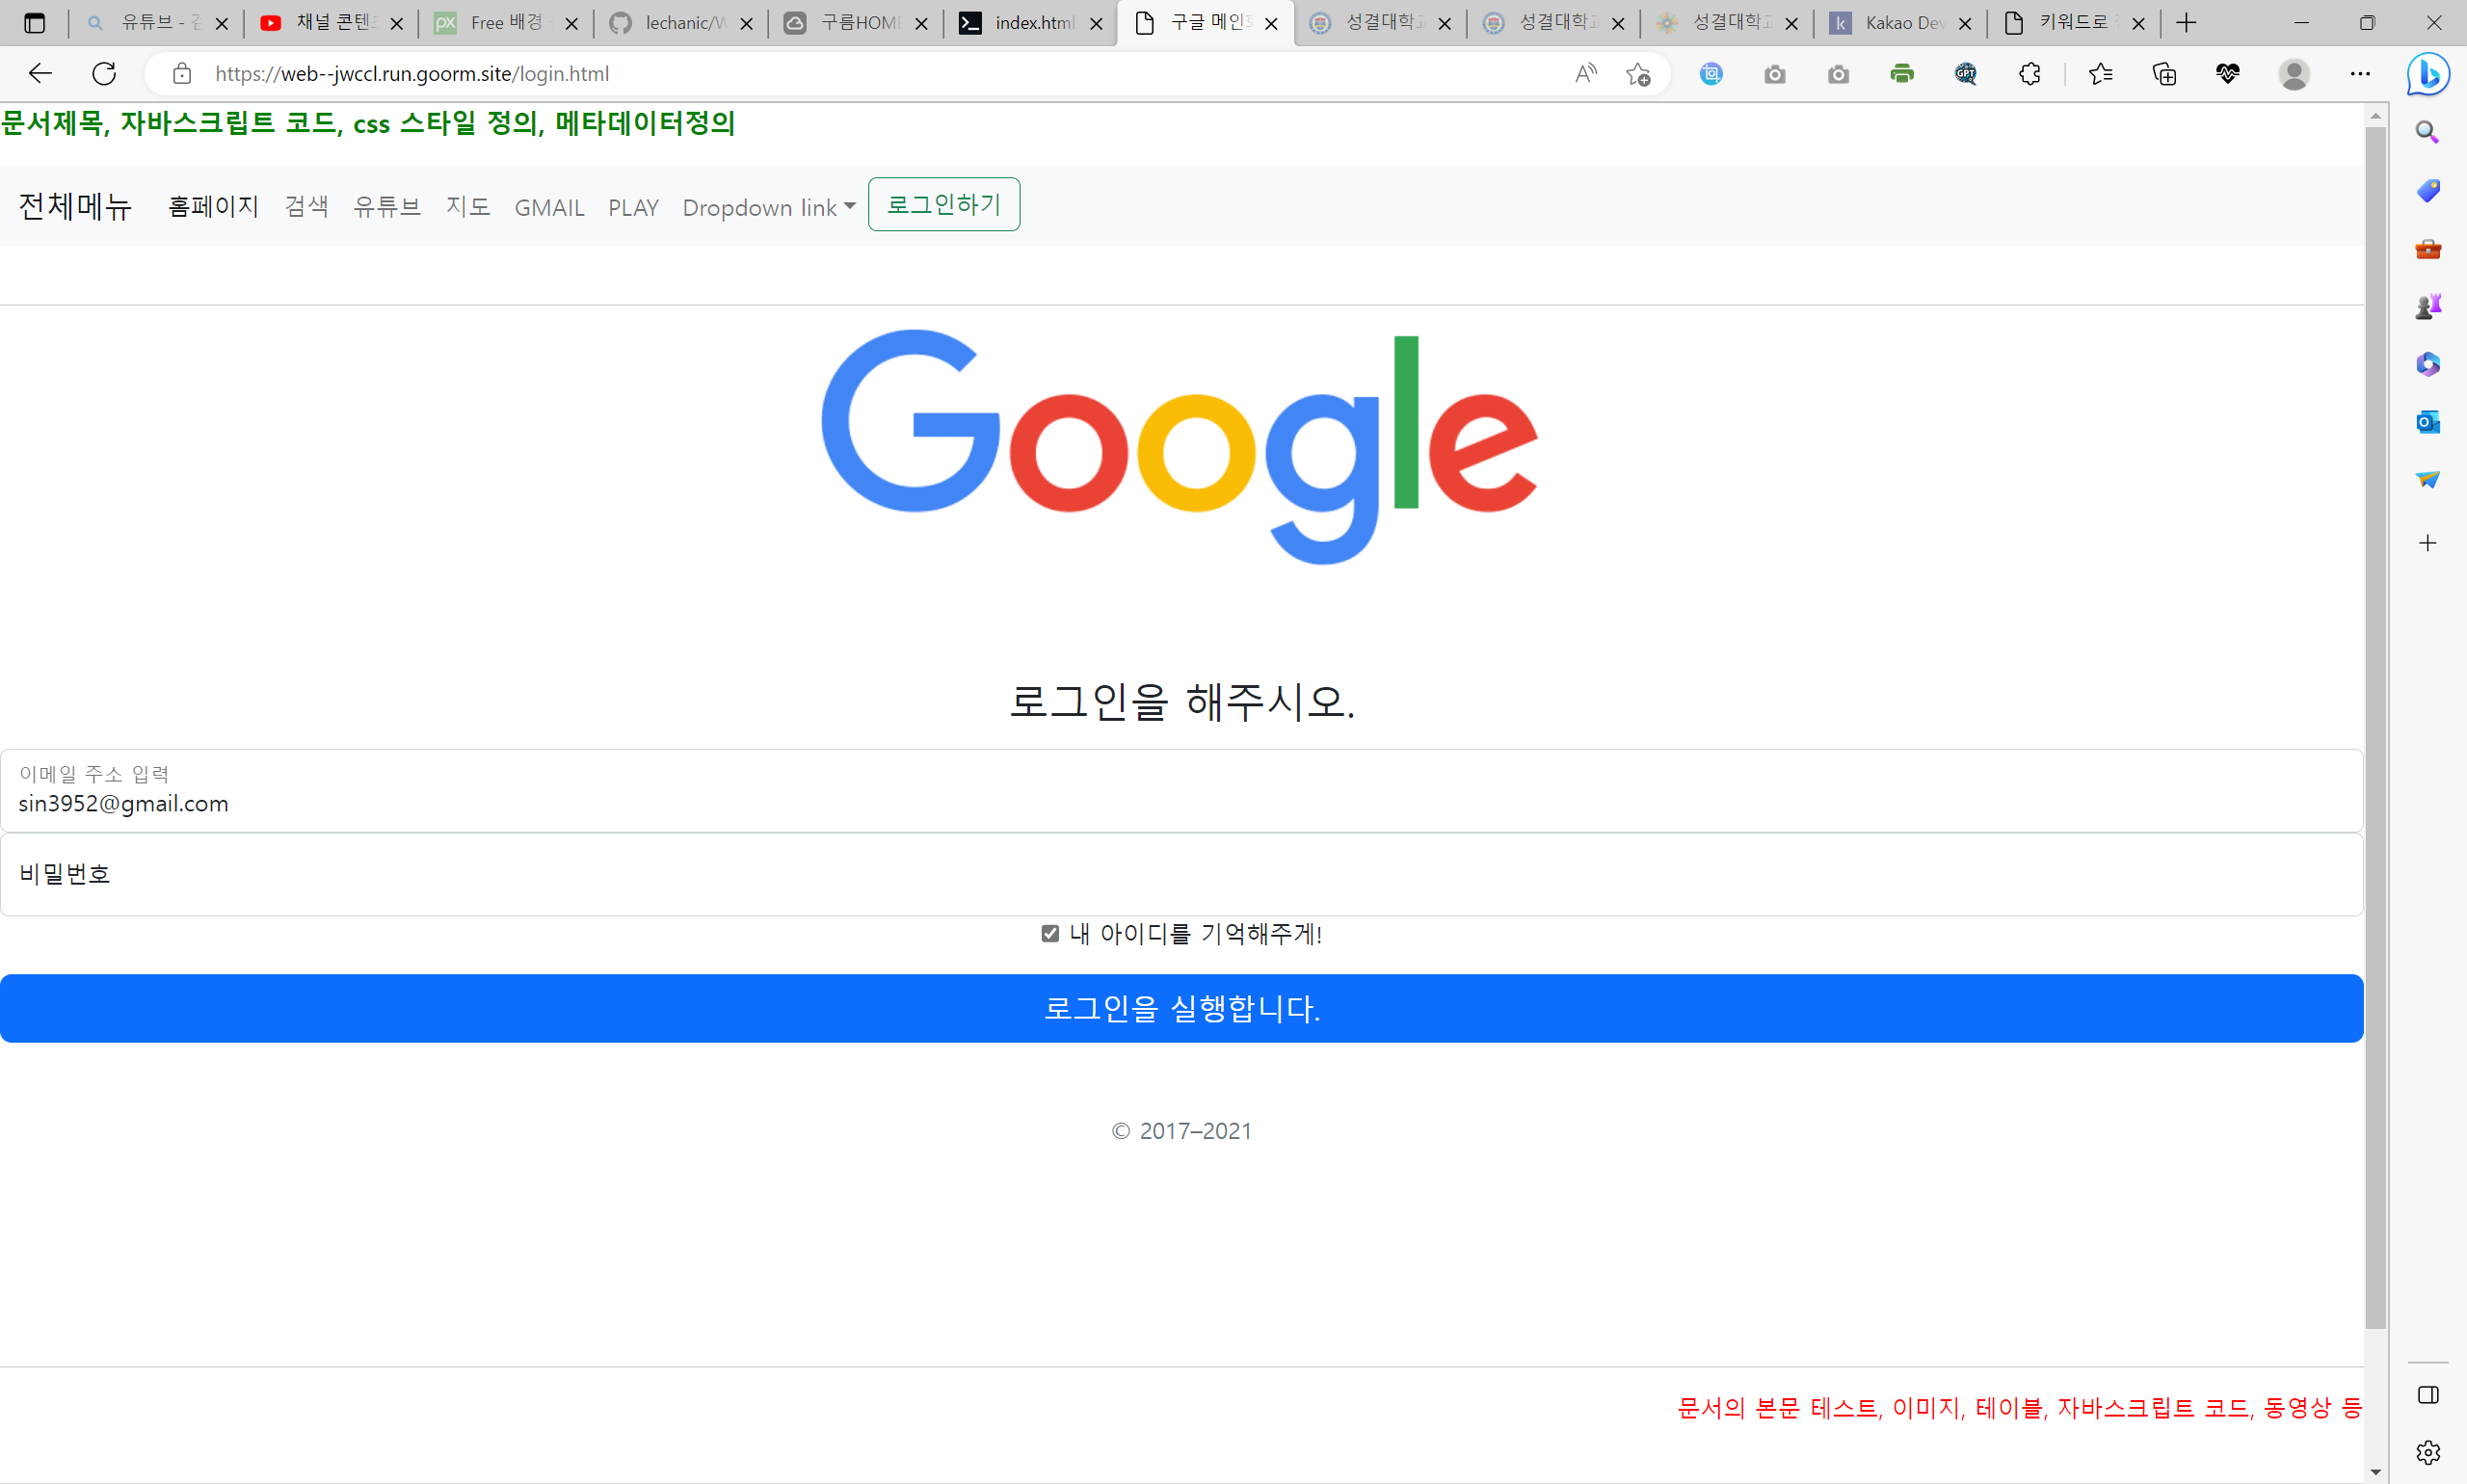 유튜브 - 검
채널 콘텐츠
Free 배경
lechanic/W
구름HOME
index.html
구글 메인
성결대학교
성결대학교
성결대학교
Kakao Dev
키워드로
https://web--jwccl.run.goorm.site/login.html
문서제목, 자바스크립트 코드, css 스타일 정의, 메타데이터정의
전체메뉴 홈페이지 검색 유튜브 지도 GMAIL PLAY Dropdown link 로그인하기
Google
로그인을 해주시오.
이메일 주소 입력
sin3952@gmail.com
비밀번호
내 아이디를 기억해주게!
로그인을 실행합니다.
© 2017–2021
문서의 본문 테스트, 이미지, 테이블, 자바스크립트 코드, 동영상 등